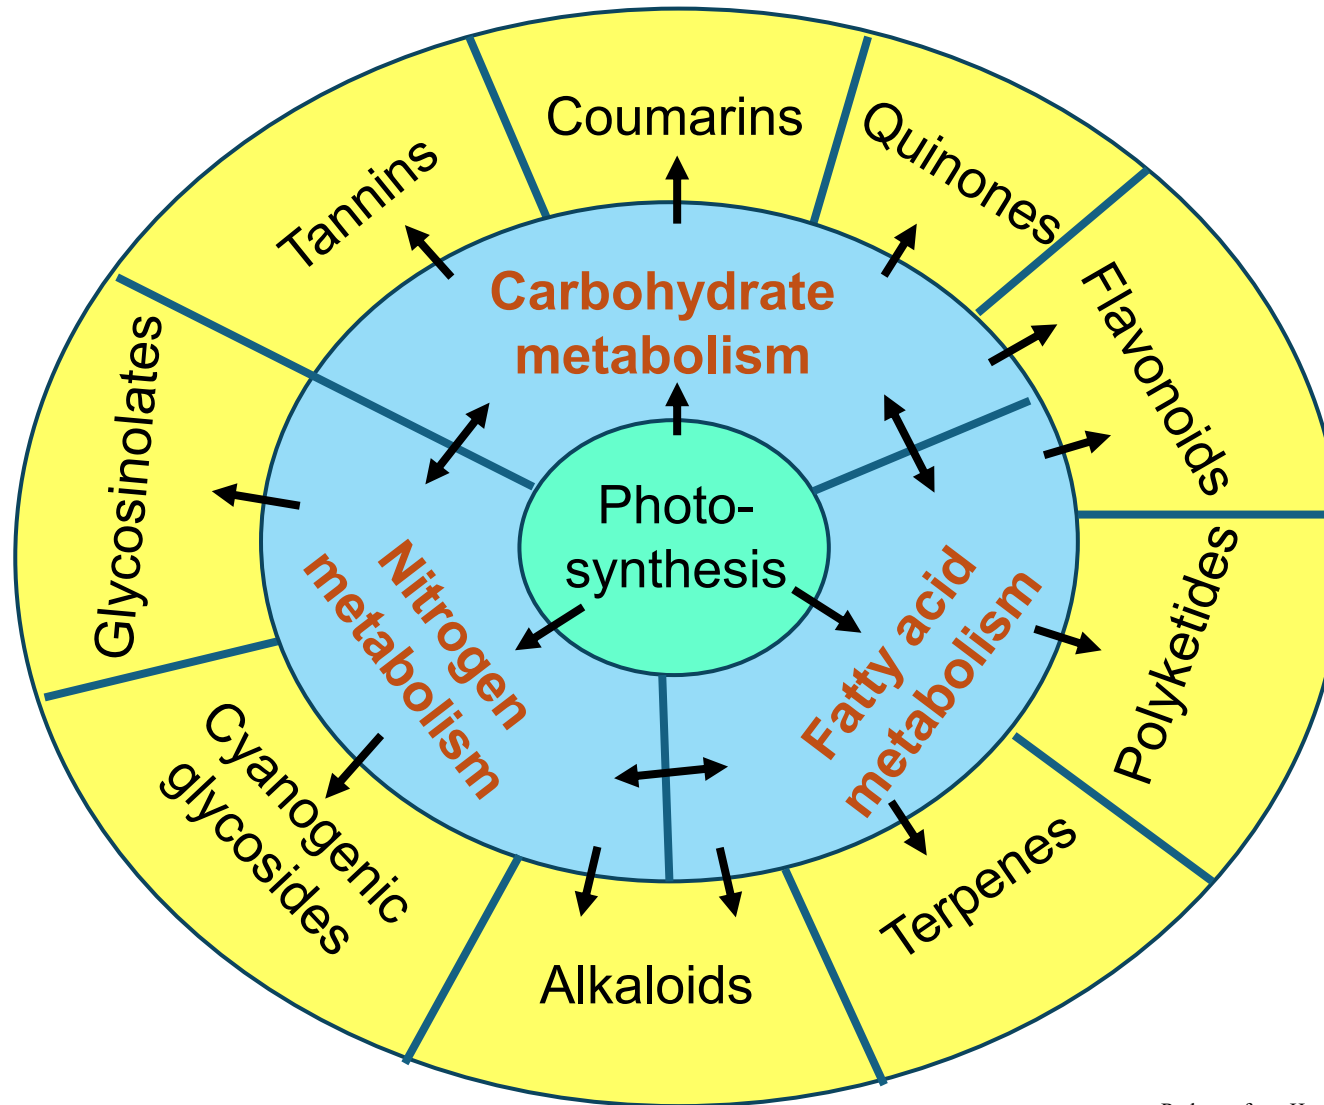 Coumarins
Quinones
Tannins
Flavonoids
Carbohydrate
metabolism
Glycosinolates
Photo-
synthesis
Nitrogen
metabolism
Fatty acid
metabolism
Polyketides
Cyanogenic
glycosides
Terpenes
Alkaloids